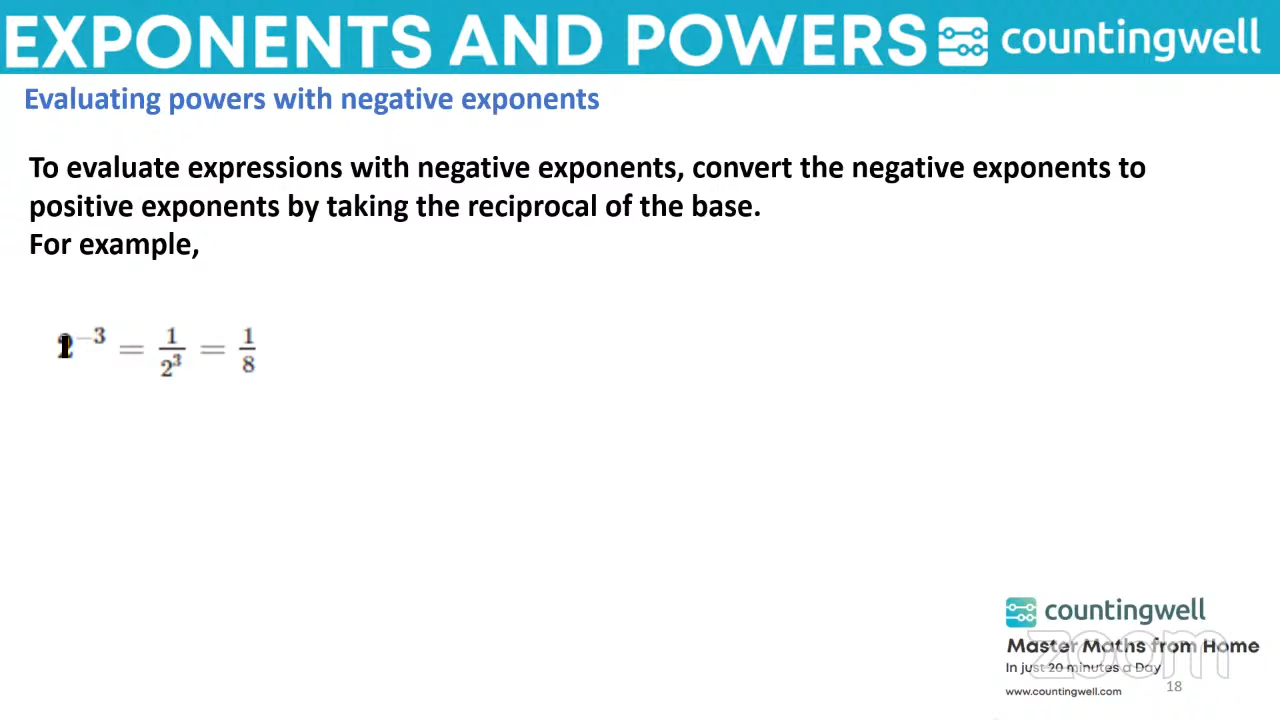 EXPONENTS AND POWERS countingwell
Evaluating powers with negative exponents
To evaluate expressions with negative exponents, convert the negative exponents to
positive exponents by taking the reciprocal of the base.
For example,
2⁻³ = 1/2³ = 1/8
countingwell
Master Maths from Home
zoom
In just 20 minutes a Day
www.countingwell.com 18